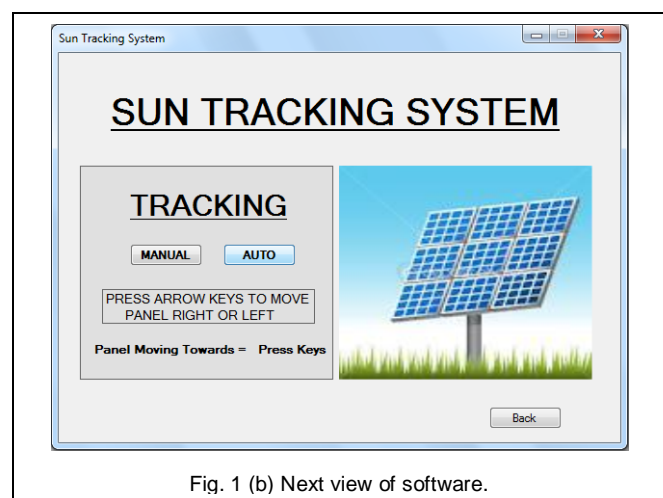 Sun Tracking System
SUN TRACKING SYSTEM
TRACKING
MANUAL AUTO
PRESS ARROW KEYS TO MOVE
PANEL RIGHT OR LEFT
Panel Moving Towards = Press Keys
Back
Fig. 1 (b) Next view of software.